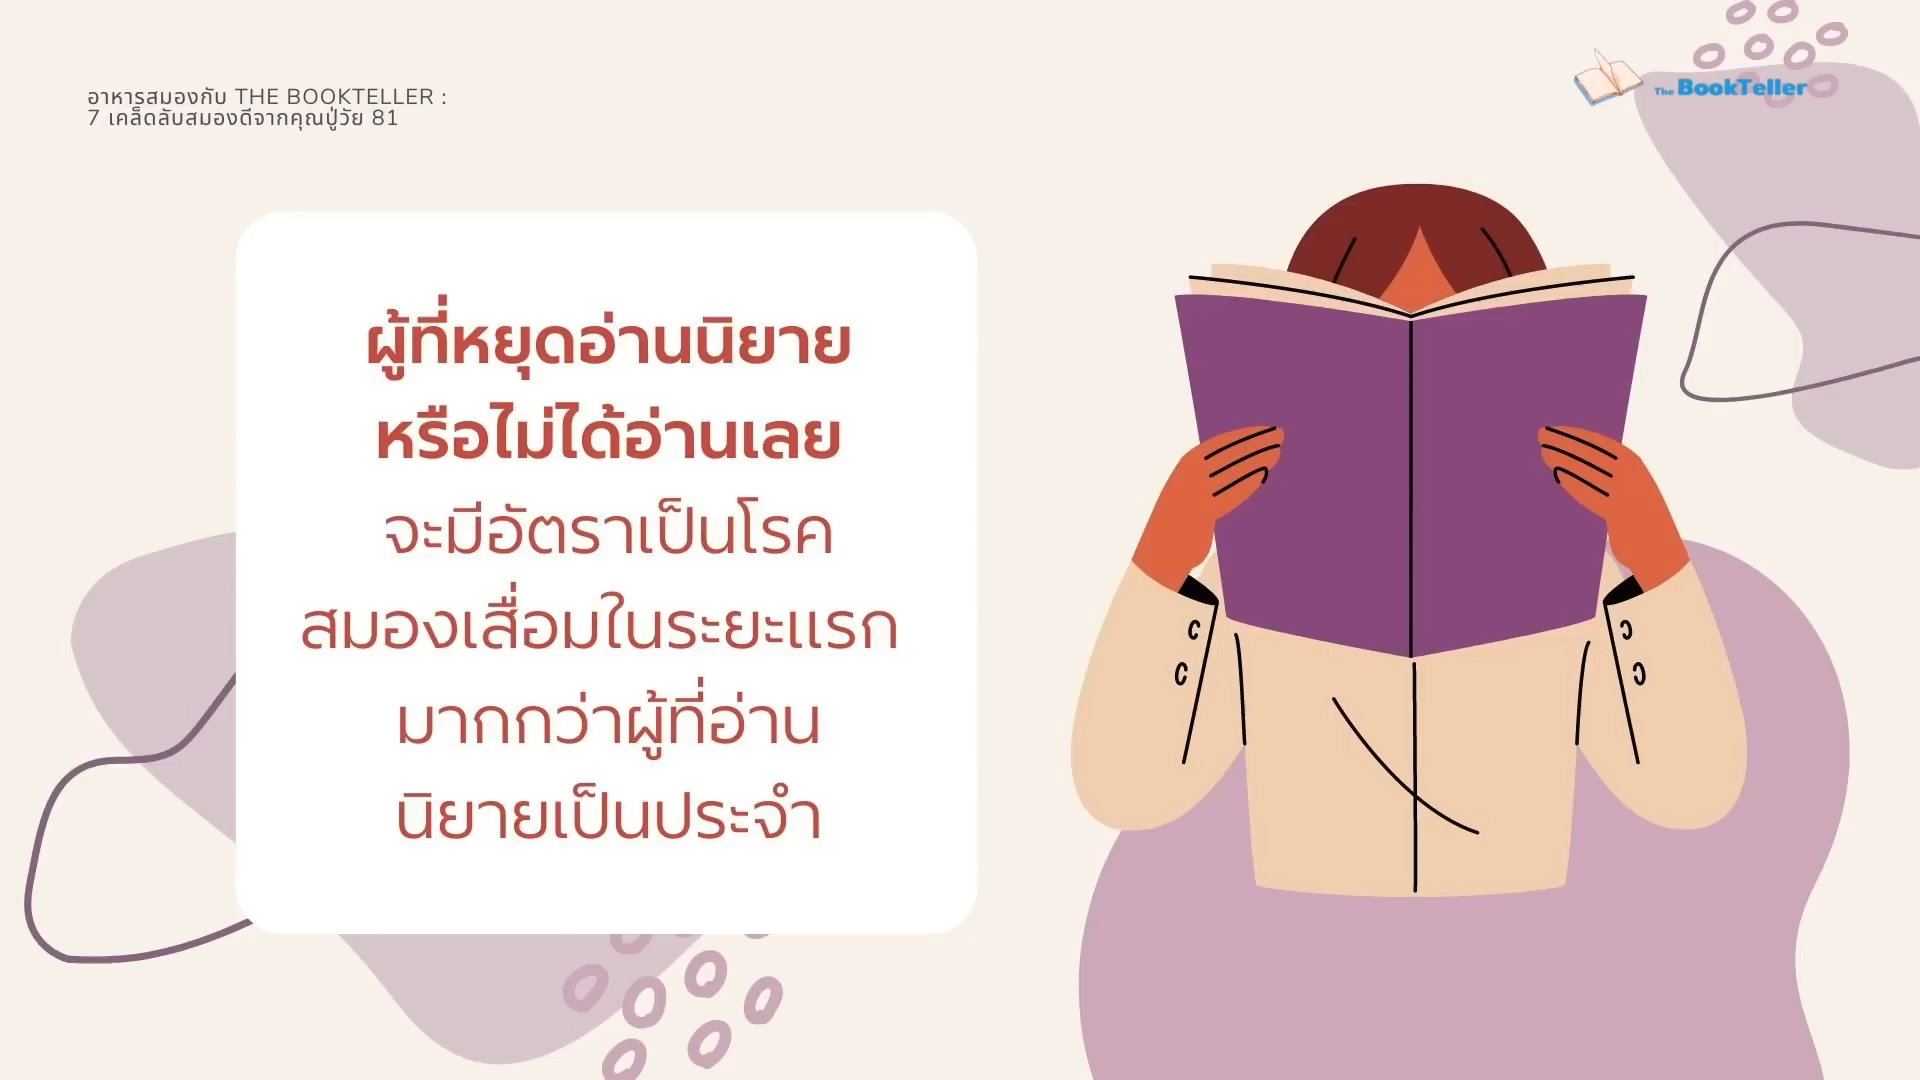 อาหารสมองกับ THE BOOKTELLER :
7 เคล็ดลับสมองดีจากคุณปู่วัย 81
The BookTeller
ผู้ที่หยุดอ่านนิยาย
หรือไม่ได้อ่านเลย
จะมีอัตราเป็นโรค
สมองเสื่อมในระยะแรก
มากกว่าผู้ที่อ่าน
นิยายเป็นประจำ